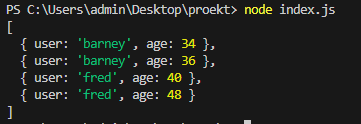 PS C:\Users\admin\Desktop\proekt> node index.js
[
  { user: 'barney', age: 34 },
  { user: 'barney', age: 36 },
  { user: 'fred', age: 40 },
  { user: 'fred', age: 48 }
]